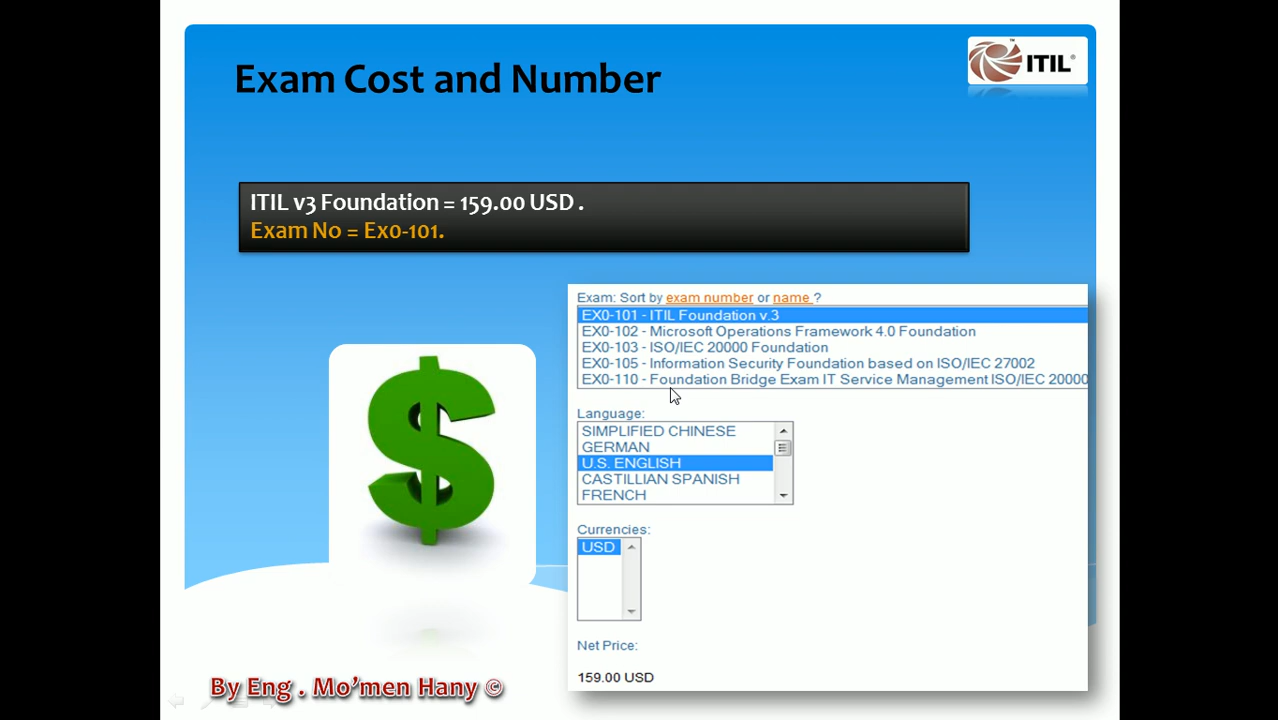 Exam Cost and Number
ITIL®
ITIL v3 Foundation = 159.00 USD .
Exam No = Ex0-101.
Exam: Sort by exam number or name ?
EX0-101 - ITIL Foundation v.3
EX0-102 - Microsoft Operations Framework 4.0 Foundation
EX0-103 - ISO/IEC 20000 Foundation
EX0-105 - Information Security Foundation based on ISO/IEC 27002
EX0-110 - Foundation Bridge Exam IT Service Management ISO/IEC 20000
Language:
SIMPLIFIED CHINESE
GERMAN
U.S. ENGLISH
CASTILLIAN SPANISH
FRENCH
Currencies:
USD
Net Price:
159.00 USD
By Eng . Mo’men Hany ©